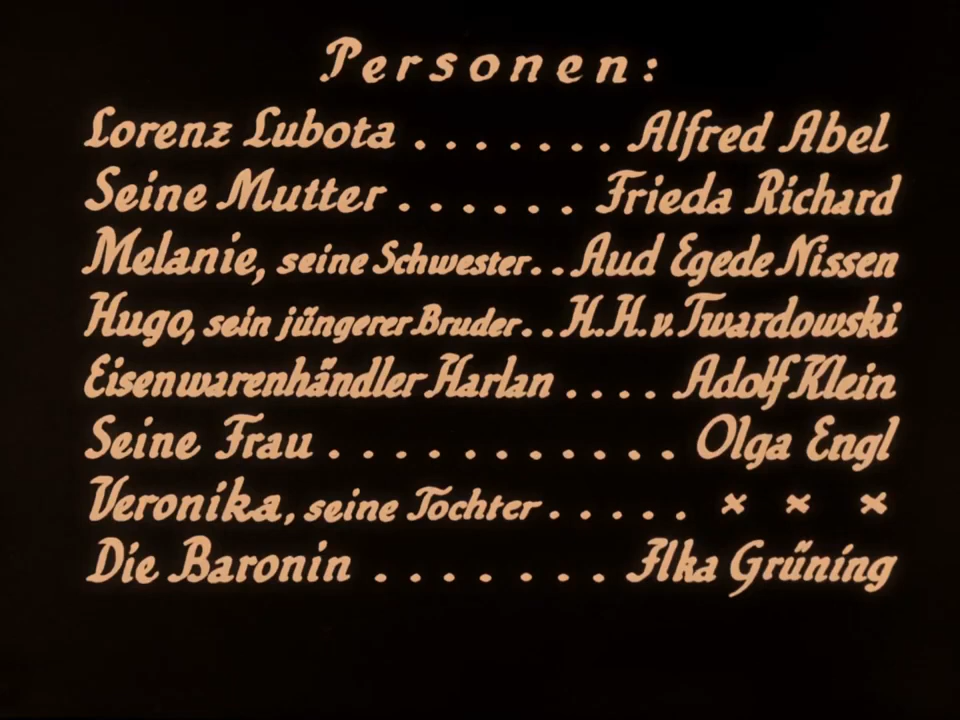 Personen:
Lorenz Lubota . . . . . . . Alfred Abel
Seine Mutter . . . . . . Frieda Richard
Melanie, seine Schwester. . Aud Egede Nissen
Hugo, sein jüngerer Bruder. . H. H. v. Twardowski
Eisenwarenhändler Harlan . . . . Adolf Klein
Seine Frau . . . . . . . . . . . . Olga Engl
Veronika, seine Tochter . . . . . × × ×
Die Baronin . . . . . . . Ilka Grüning